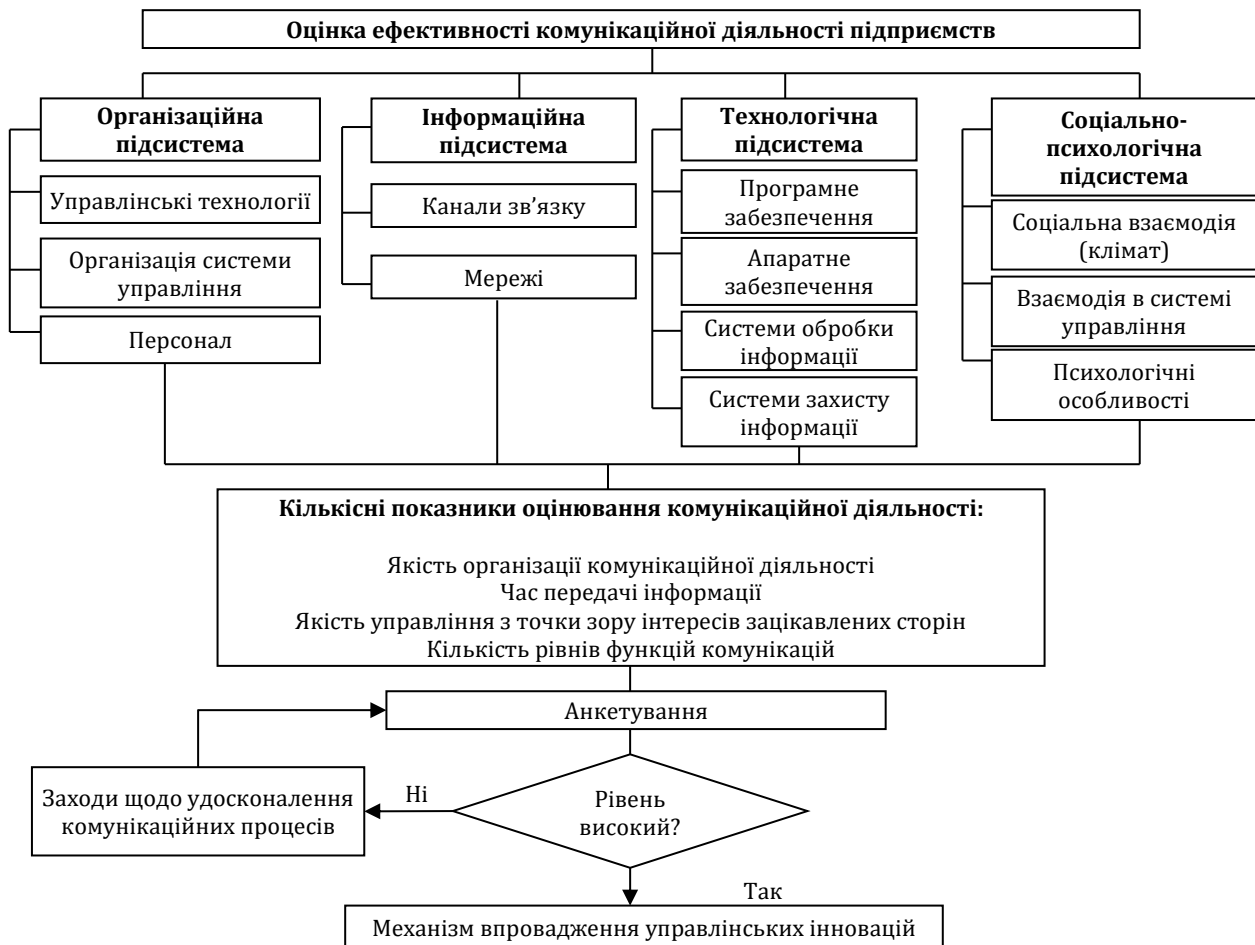 Оцінка ефективності комунікаційної діяльності підприємств
Організаційна
підсистема
Управлінські технології
Організація системи
управління
Персонал
Інформаційна
підсистема
Канали зв'язку
Мережі
Технологічна
підсистема
Програмне
забезпечення
Апаратне
забезпечення
Системи обробки
інформації
Системи захисту
інформації
Соціально-
психологічна
підсистема
Соціальна взаємодія
(клімат)
Взаємодія в системі
управління
Психологічні
особливості
Кількісні показники оцінювання комунікаційної діяльності:
Якість організації комунікаційної діяльності
Час передачі інформації
Якість управління з точки зору інтересів зацікавлених сторін
Кількість рівнів функцій комунікацій
Анкетування
Заходи щодо удосконалення
комунікаційних процесів
Ні
Рівень
високий?
Так
Механізм впровадження управлінських інновацій